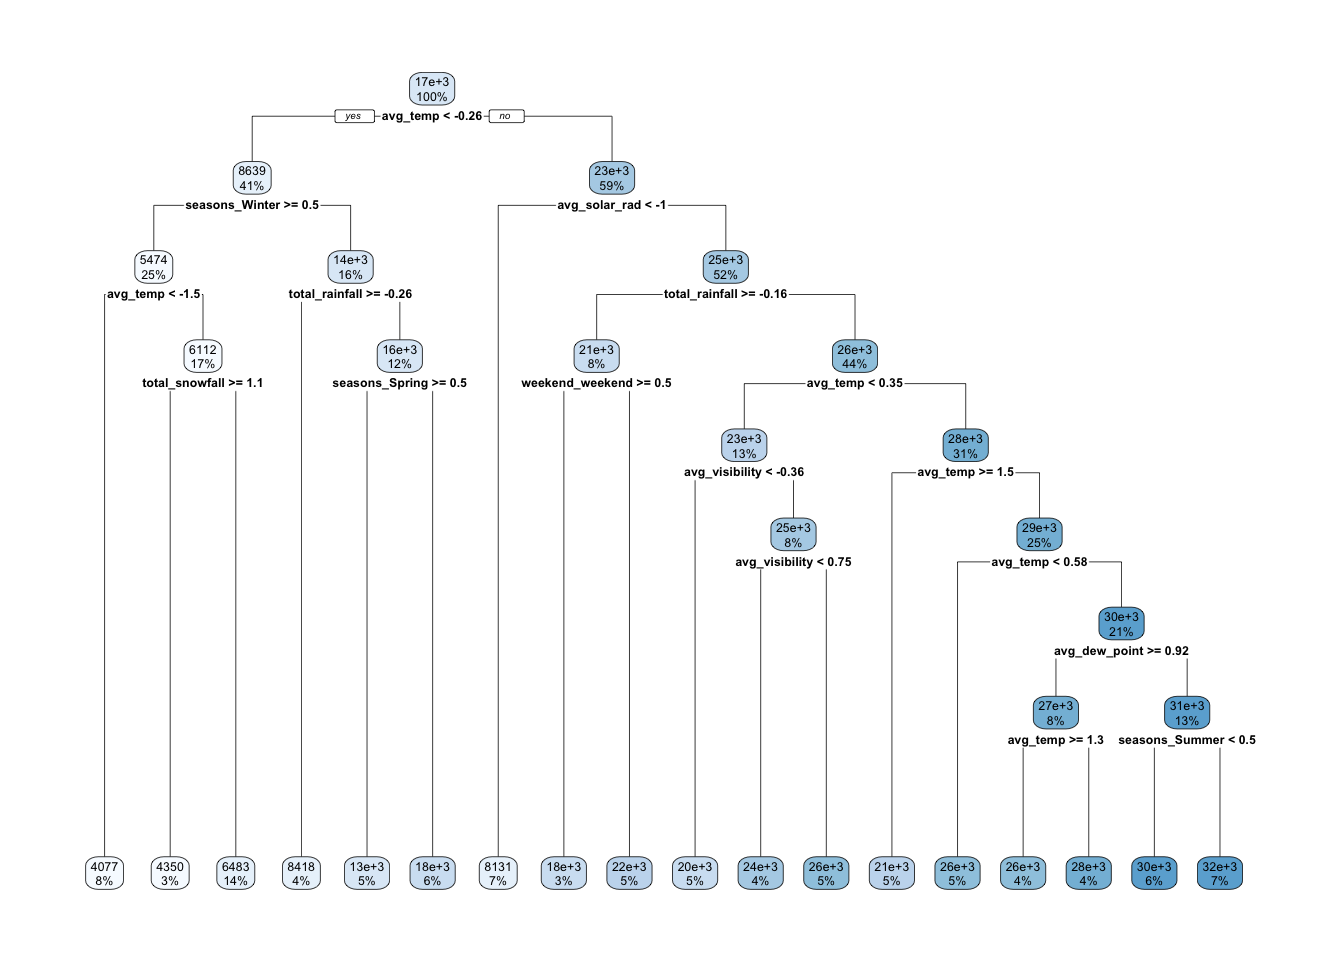 17e+3
100%
yes
avg_temp < -0.26
no
8639
41%
23e+3
59%
seasons_Winter >= 0.5
avg_solar_rad < -1
5474
25%
14e+3
16%
25e+3
52%
avg_temp < -1.5
total_rainfall >= -0.26
total_rainfall >= -0.16
6112
17%
16e+3
12%
21e+3
8%
26e+3
44%
total_snowfall >= 1.1
seasons_Spring >= 0.5
weekend_weekend >= 0.5
avg_temp < 0.35
23e+3
13%
28e+3
31%
avg_visibility < -0.36
avg_temp >= 1.5
25e+3
8%
29e+3
25%
avg_visibility < 0.75
avg_temp < 0.58
30e+3
21%
avg_dew_point >= 0.92
27e+3
8%
31e+3
13%
avg_temp >= 1.3
seasons_Summer < 0.5
4077
8%
4350
3%
6483
14%
8418
4%
13e+3
5%
18e+3
6%
8131
7%
18e+3
3%
22e+3
5%
20e+3
5%
24e+3
4%
26e+3
5%
21e+3
5%
26e+3
5%
26e+3
4%
28e+3
4%
30e+3
6%
32e+3
7%